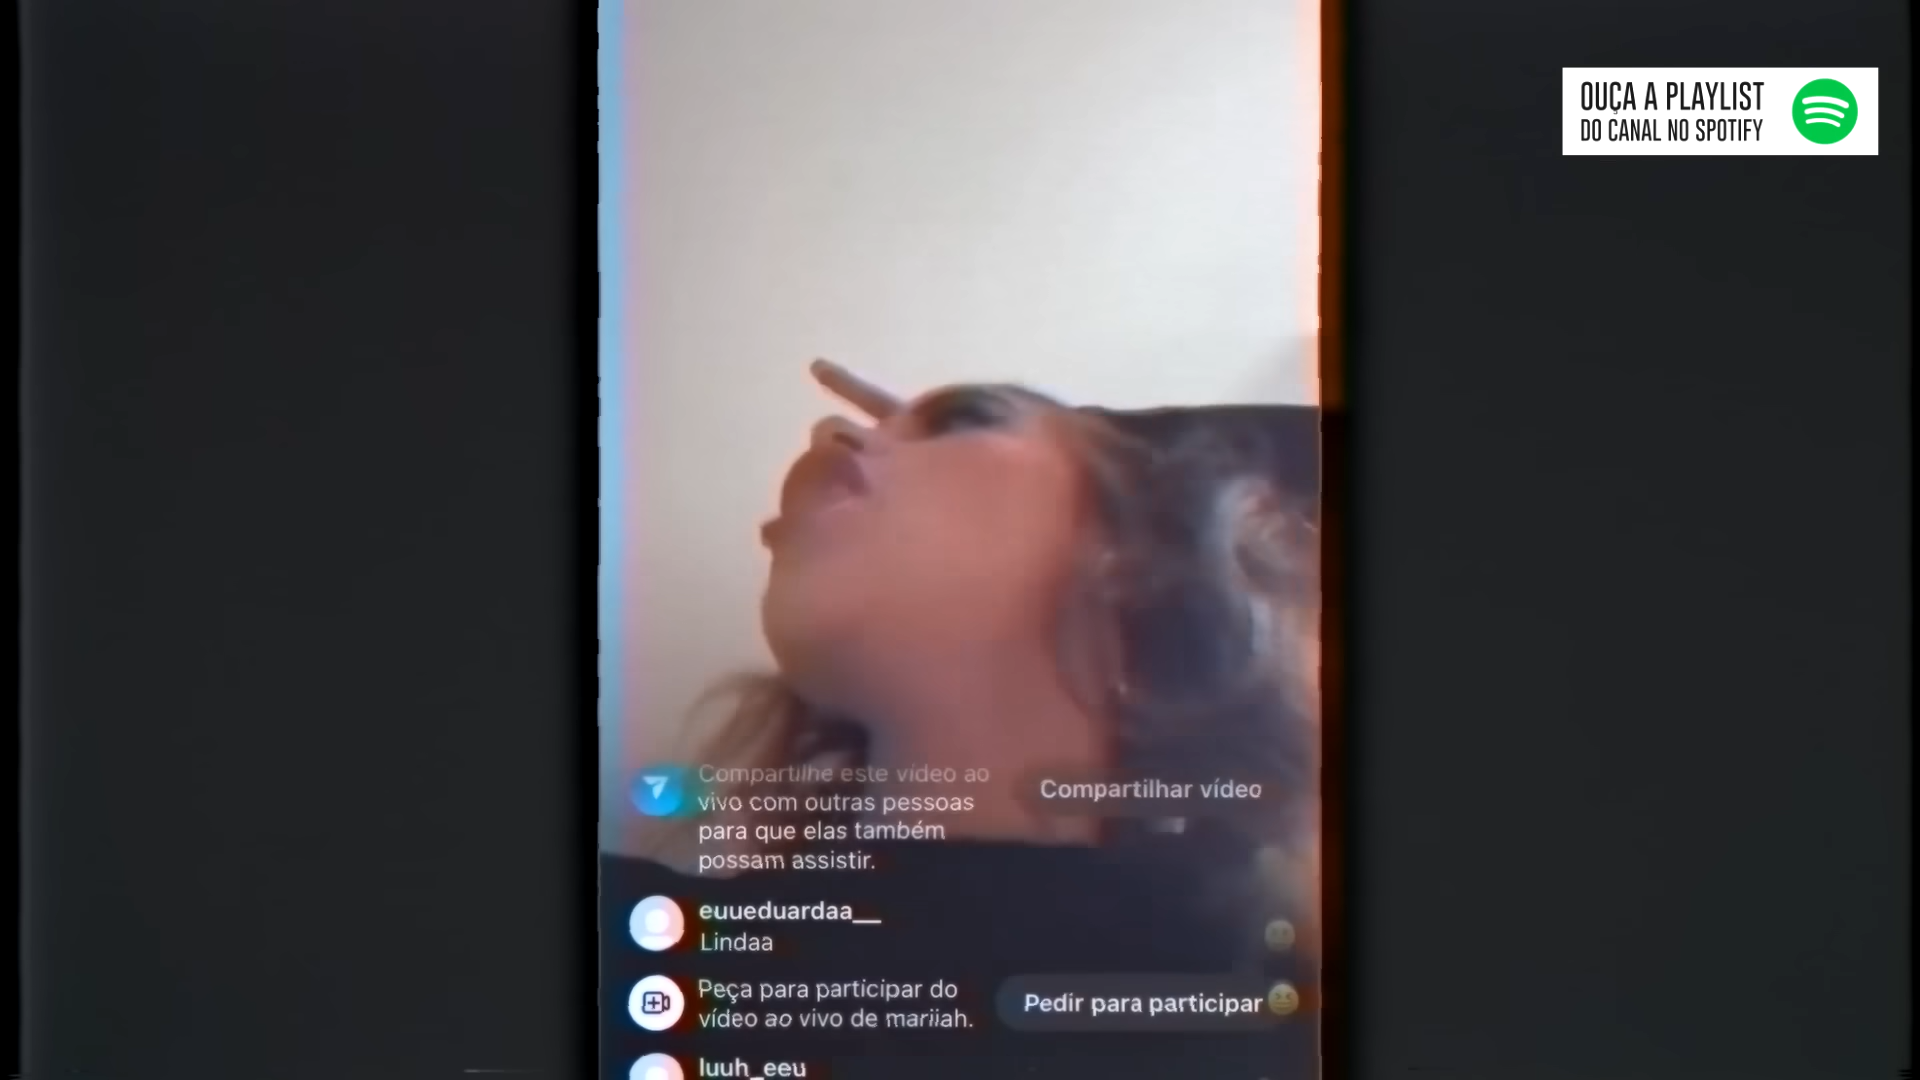 OUÇA A PLAYLIST
DO CANAL NO SPOTIFY
Compartilhe este vídeo ao
vivo com outras pessoas
para que elas também
possam assistir.
Compartilhar vídeo
euueduardaa__
Lindaa
Peça para participar do
vídeo ao vivo de mariiah.
Pedir para participar
luuh_eeu